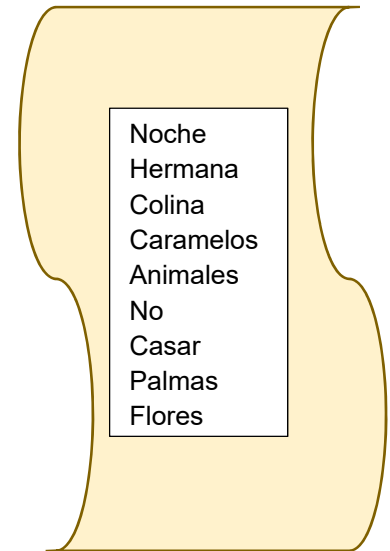 Noche
Hermana
Colina
Caramelos
Animales
No
Casar
Palmas
Flores